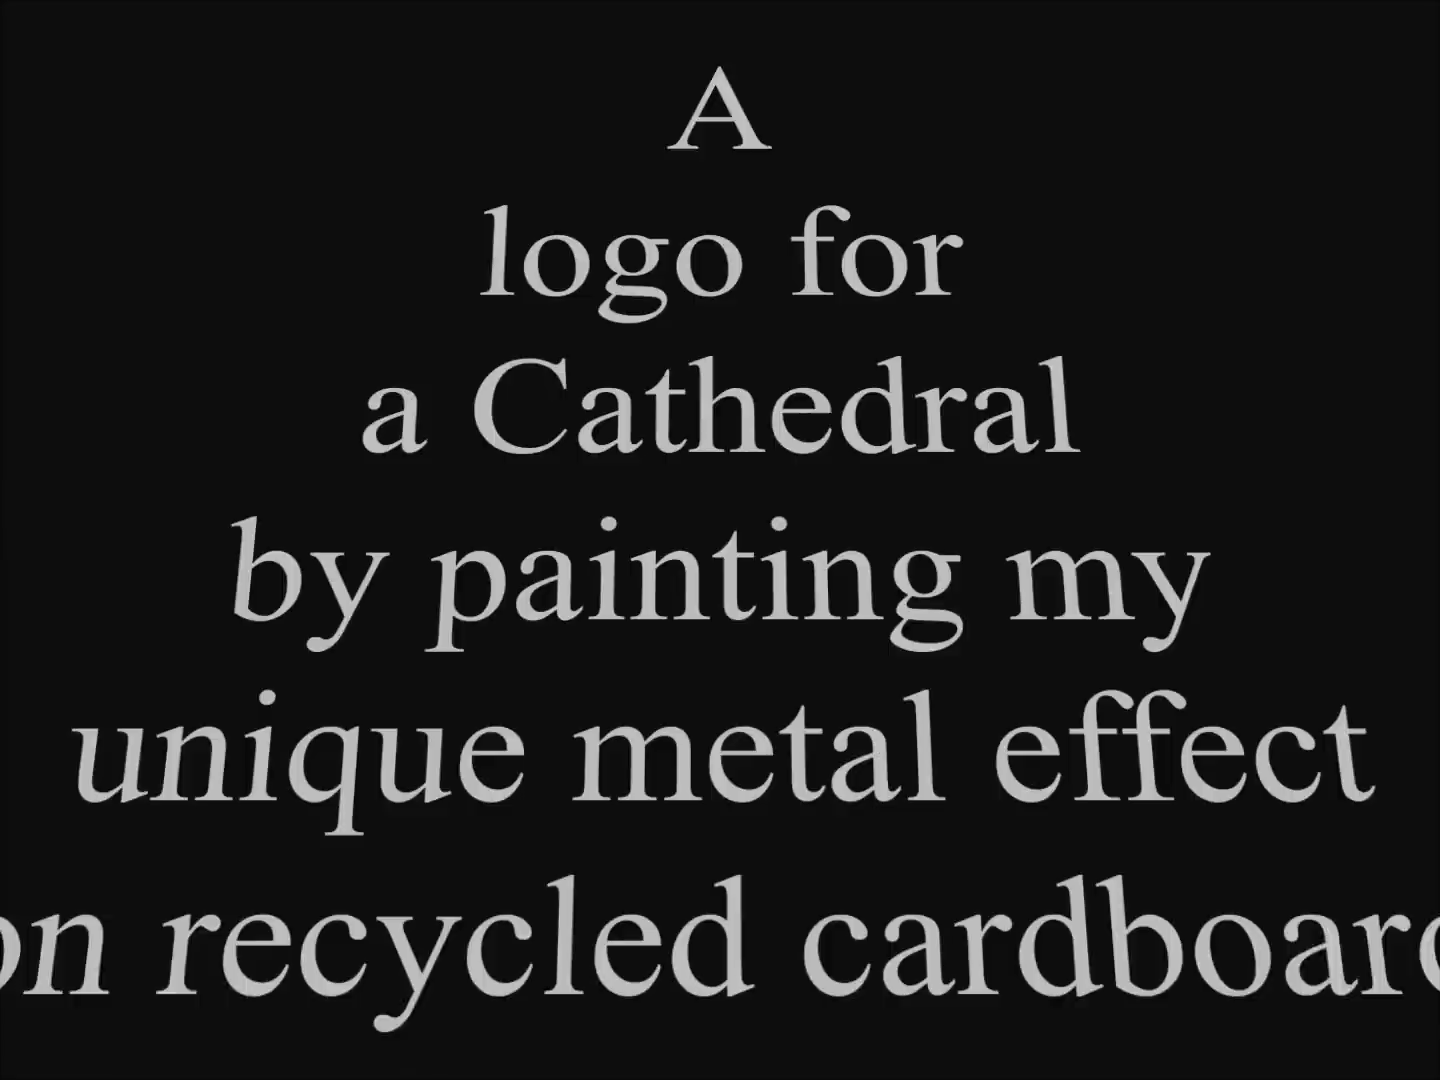 A
logo for
a Cathedral
by painting my
unique metal effect
on recycled cardboard